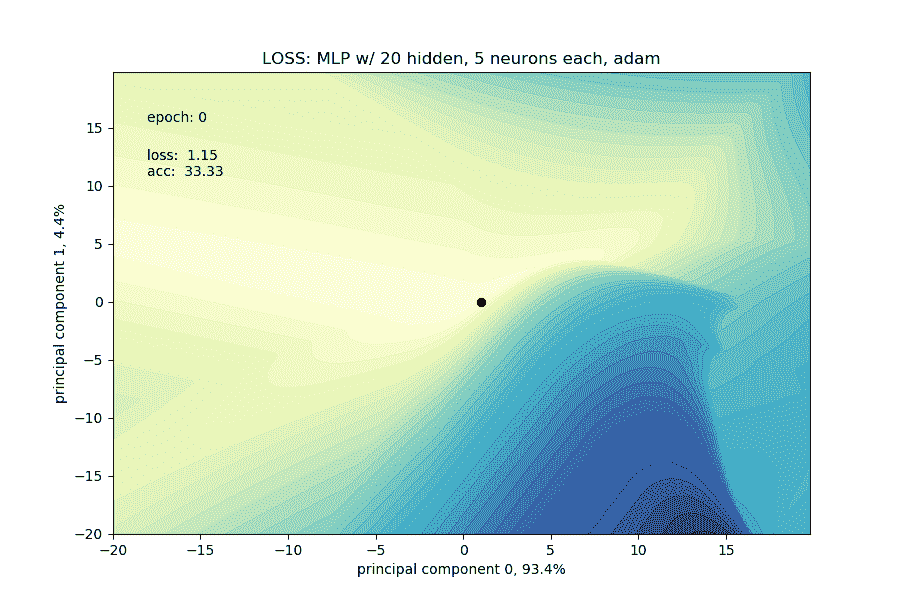 LOSS: MLP w/ 20 hidden, 5 neurons each, adam
epoch: 0
loss:  1.15
acc:  33.33
principal component 1, 4.4%
15
10
5
0
−5
−10
−15
−20
−20 −15 −10 −5 0 5 10 15
principal component 0, 93.4%